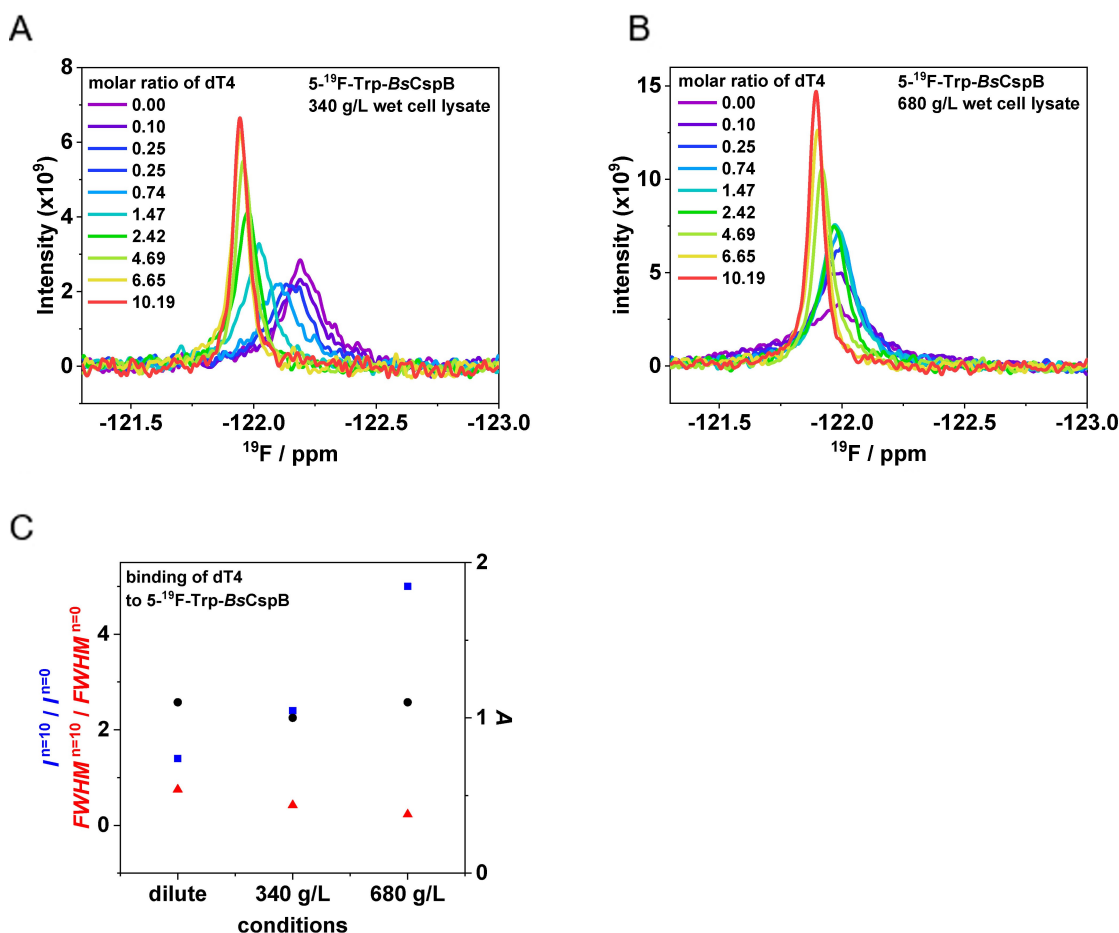 A
molar ratio of dT4
0.00
0.10
0.25
0.25
0.74
1.47
2.42
4.69
6.65
10.19
5-¹⁹F-Trp-BsCspB
340 g/L wet cell lysate
8
6
4
2
0
Intensity (x10⁹)
-121.5
-122.0
-122.5
-123.0
¹⁹F / ppm
B
molar ratio of dT4
0.00
0.10
0.25
0.74
1.47
2.42
4.69
6.65
10.19
5-¹⁹F-Trp-BsCspB
680 g/L wet cell lysate
15
10
5
0
intensity (x10⁹)
-121.5
-122.0
-122.5
-123.0
¹⁹F / ppm
C
binding of dT4
to 5-¹⁹F-Trp-BsCspB
4
2
0
I ⁿ⁼¹⁰ / I ⁿ⁼⁰
FWHM ⁿ⁼¹⁰ / FWHM ⁿ⁼⁰
2
1
0
A
dilute
340 g/L
680 g/L
conditions